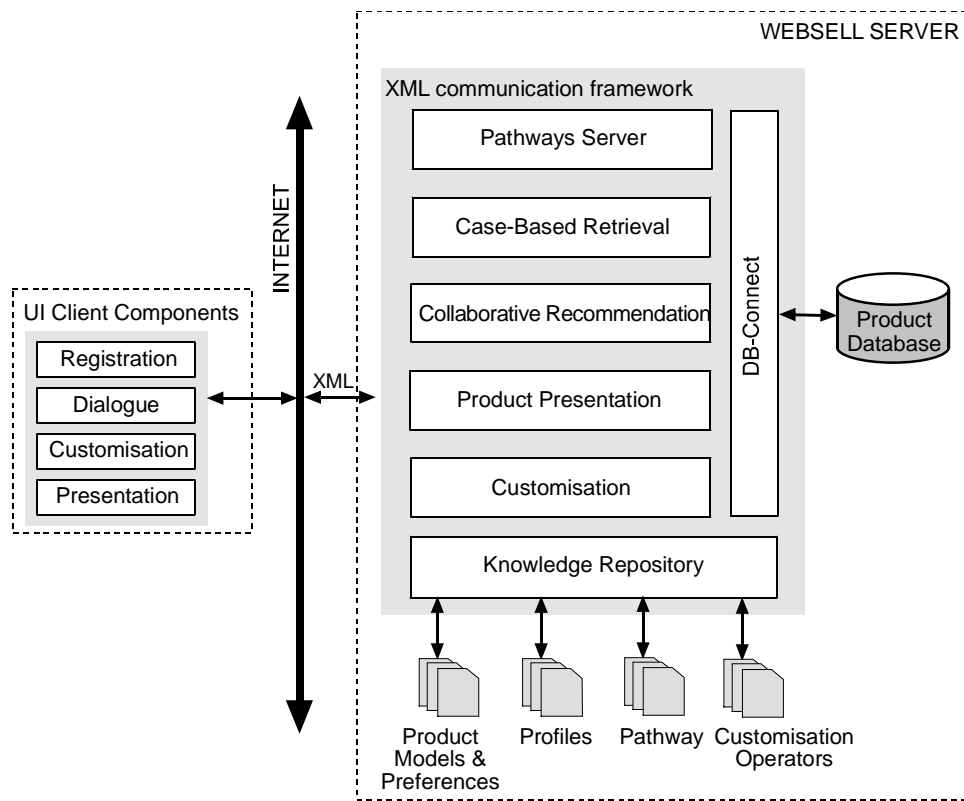 WEBSELL SERVER
XML communication framework
Pathways Server
Case-Based Retrieval
Collaborative Recommendation
Product Presentation
Customisation
Knowledge Repository
DB-Connect
Product
Database
INTERNET
XML
UI Client Components
Registration
Dialogue
Customisation
Presentation
Product
Models &
Preferences
Profiles
Pathway
Customisation
Operators